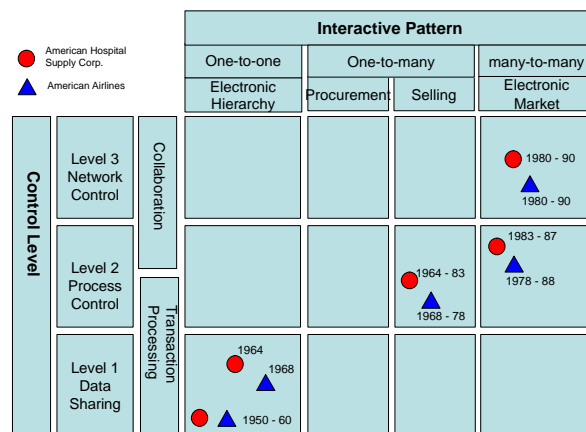 Interactive Pattern
American Hospital
Supply Corp.
American Airlines
One-to-one
One-to-many
many-to-many
Electronic
Hierarchy
Procurement
Selling
Electronic
Market
Control Level
Level 3
Network
Control
Collaboration
1980 - 90
1980 - 90
Level 2
Process
Control
1983 - 87
1978 - 88
1964 - 83
1968 - 78
Transaction
Processing
Level 1
Data
Sharing
1964
1968
1950 - 60